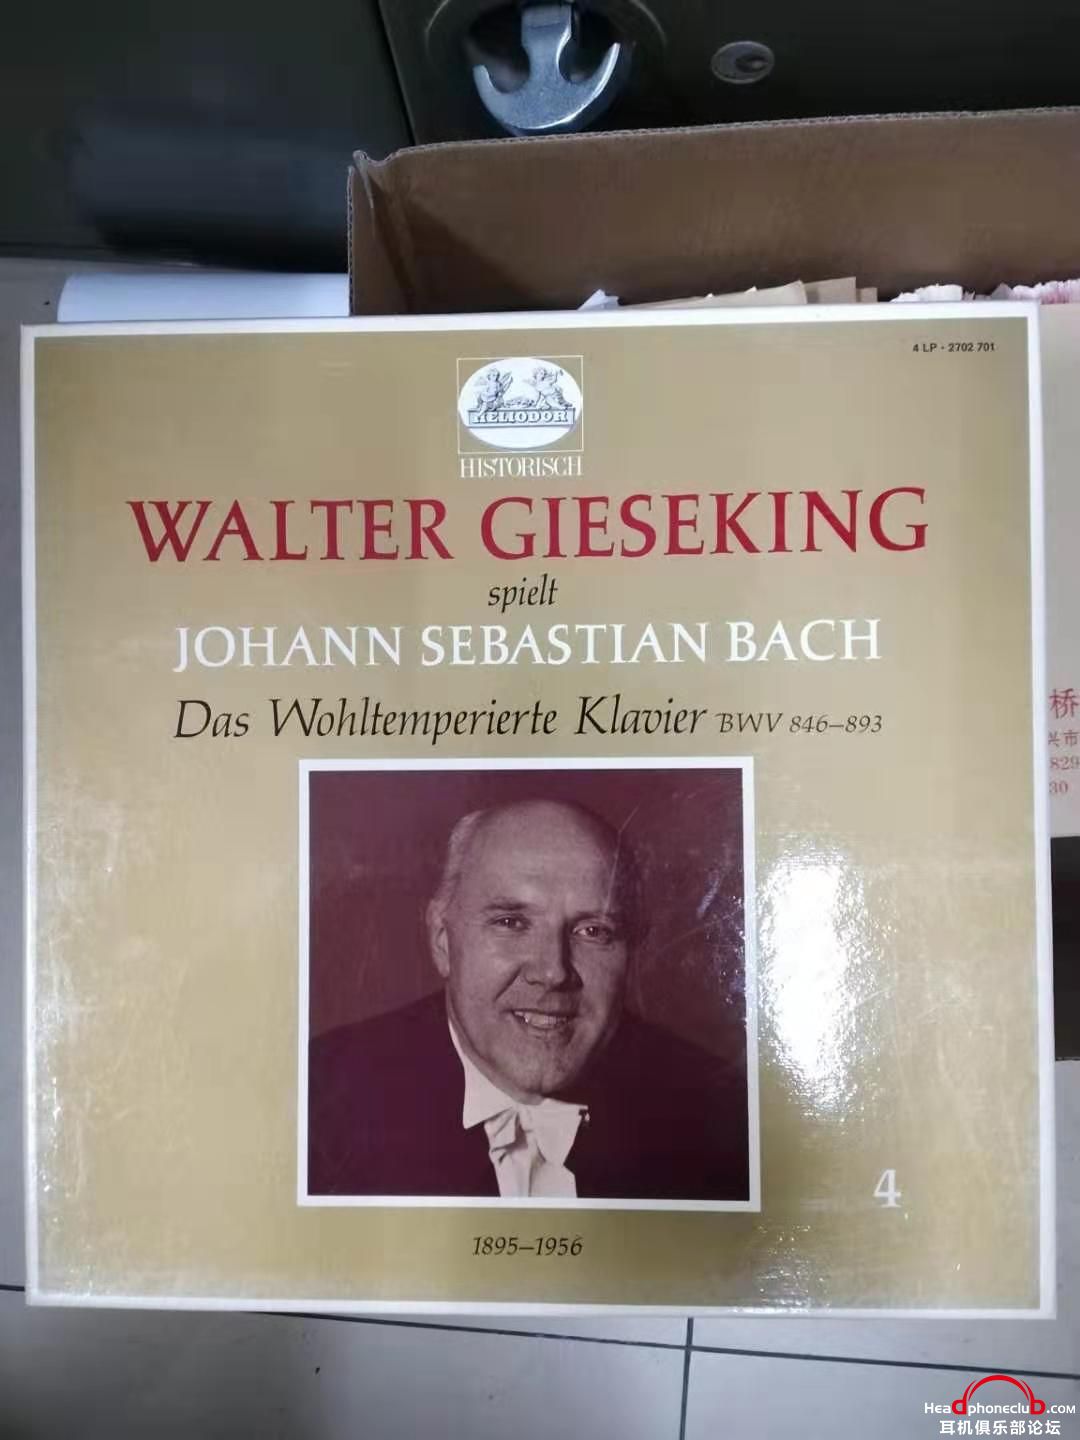 4 LP · 2702 701
HELIODOR
HISTORISCH
WALTER GIESEKING
spielt
JOHANN SEBASTIAN BACH
Das Wohltemperierte Klavier BWV 846–893
4
1895–1956
桥
兴市
829
30
HeadphoneclubD.com
耳机俱乐部论坛